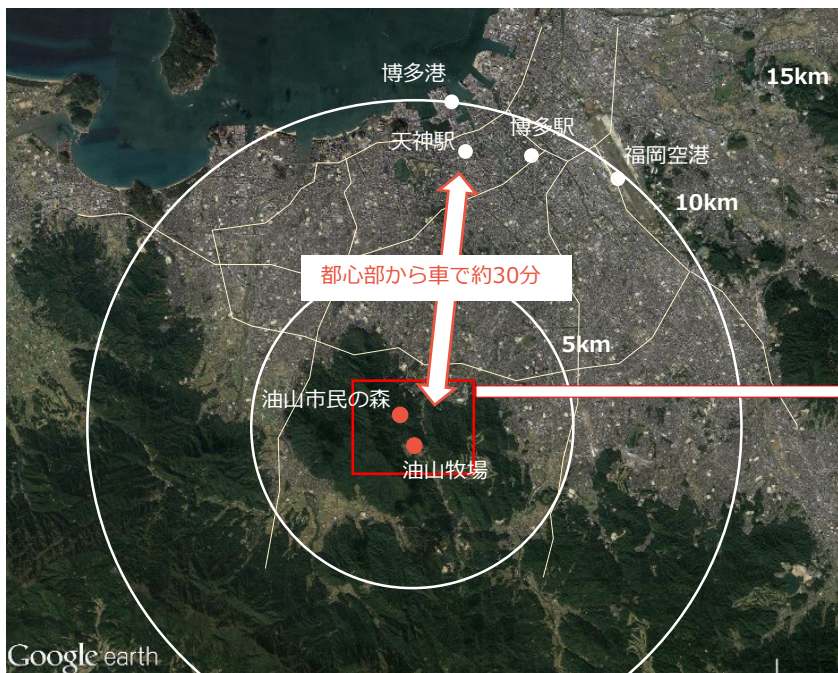 博多港
15km
天神駅
博多駅
福岡空港
10km
都心部から車で約30分
5km
油山市民の森
油山牧場
Google earth